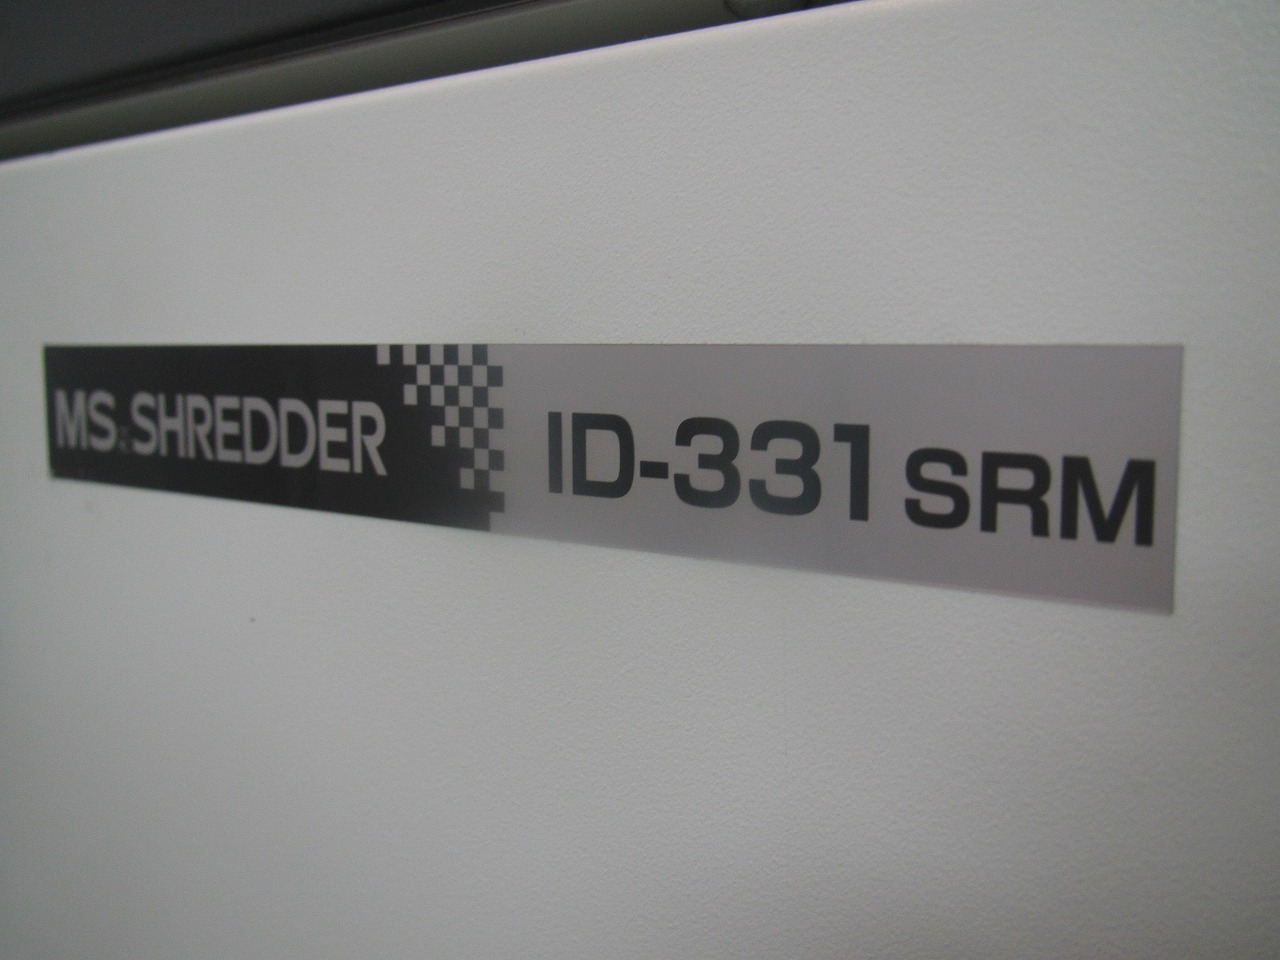 MS SHREDDER ID-331 SRM